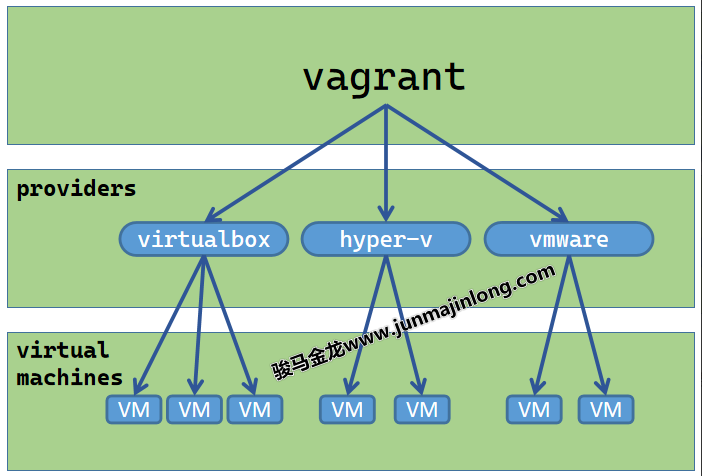 vagrant
providers
virtualbox
hyper-v
vmware
骏马金龙www.junmajinlong.com
virtual
machines
VM
VM
VM
VM
VM
VM
VM